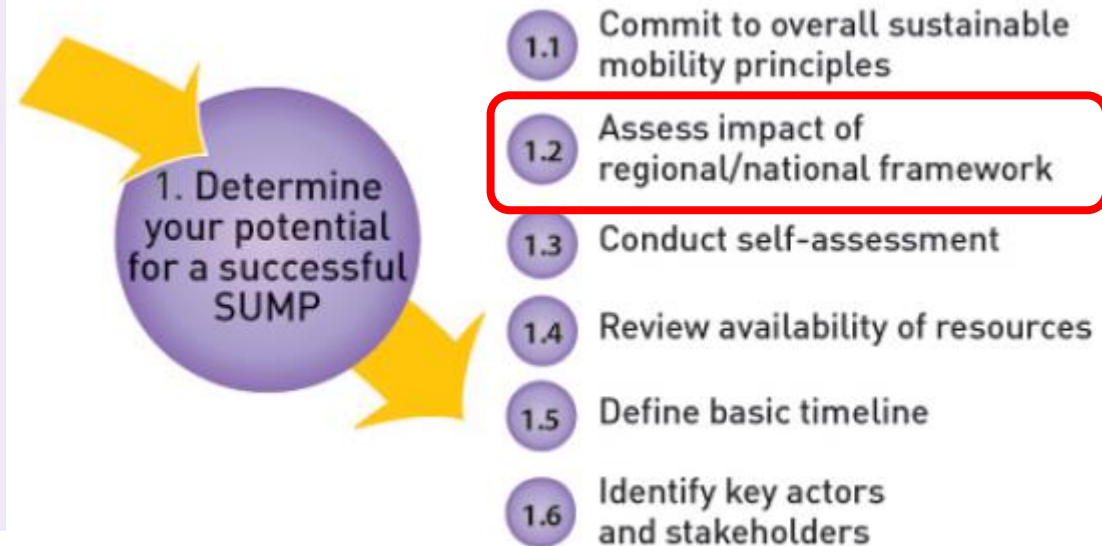 1. Determine
your potential
for a successful
SUMP
1.1 Commit to overall sustainable
mobility principles
1.2 Assess impact of
regional/national framework
1.3 Conduct self-assessment
1.4 Review availability of resources
1.5 Define basic timeline
1.6 Identify key actors
and stakeholders